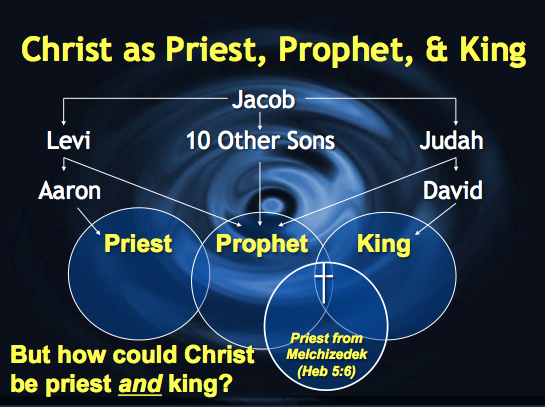 Christ as Priest, Prophet, & King
Jacob
Levi
10 Other Sons
Judah
Aaron
David
Priest
Prophet
King
Priest from
Melchizedek
(Heb 5:6)
But how could Christ
be priest and king?